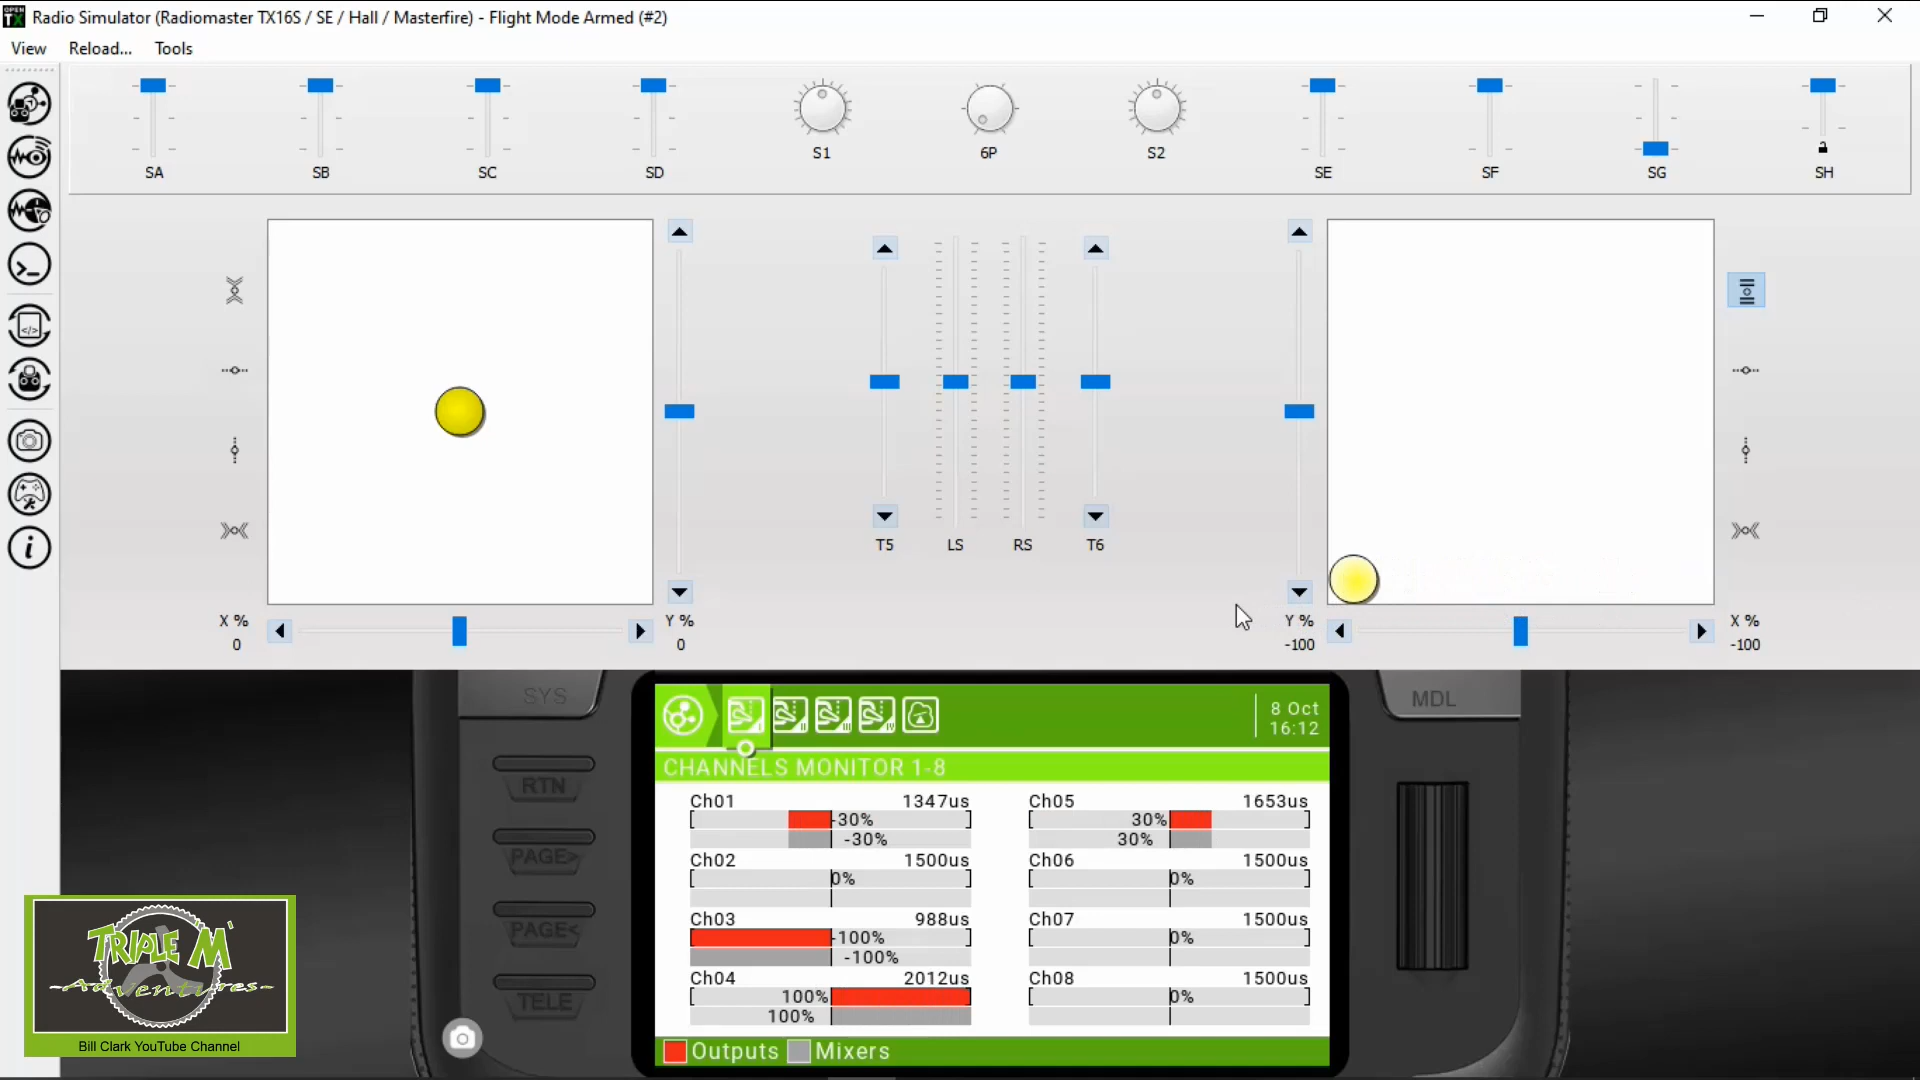 Radio Simulator (Radiomaster TX16S / SE / Hall / Masterfire) - Flight Mode Armed (#2)
View Reload... Tools
SA SB SC SD S1 6P S2 SE SF SG SH
T5 LS RS T6
X % Y % Y % X %
0 0 -100 -100
SYS MDL
RTN
PAGE>
PAGE<
TELE
8 Oct
16:12
CHANNELS MONITOR 1-8
Ch01 1347us
-30%
-30%
Ch02 1500us
0%
Ch03 988us
-100%
-100%
Ch04 2012us
100%
100%
Ch05 1653us
30%
30%
Ch06 1500us
0%
Ch07 1500us
0%
Ch08 1500us
0%
Outputs Mixers
TRIPLE M
-Adventures-
Bill Clark YouTube Channel